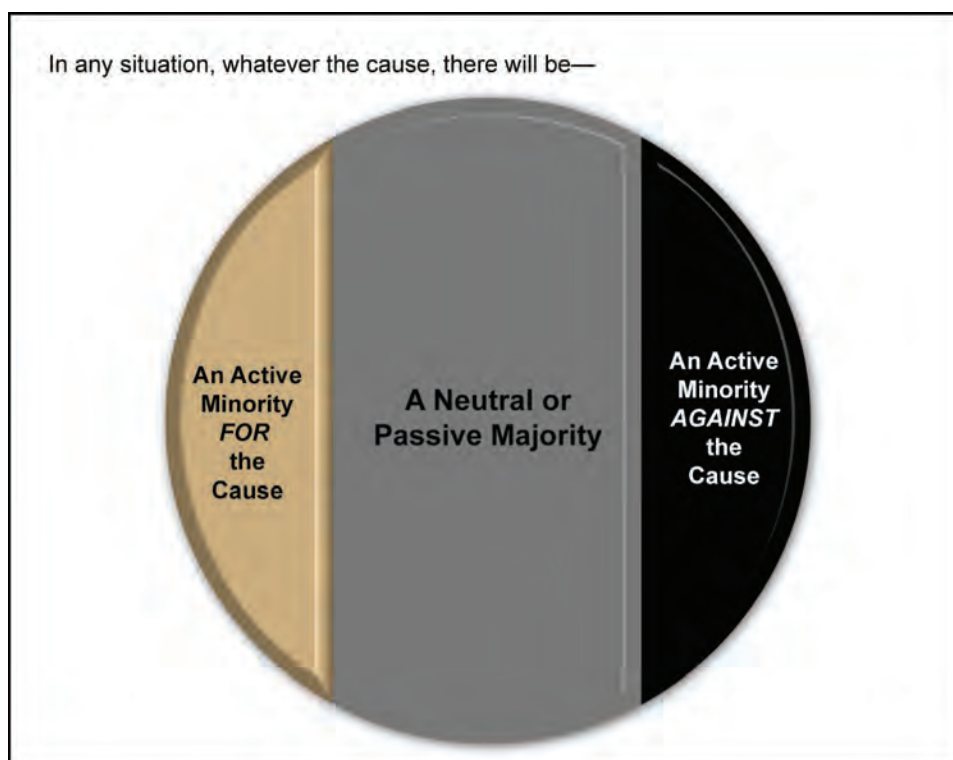 In any situation, whatever the cause, there will be—
An Active
Minority
FOR
the
Cause
A Neutral or
Passive Majority
An Active
Minority
AGAINST
the
Cause